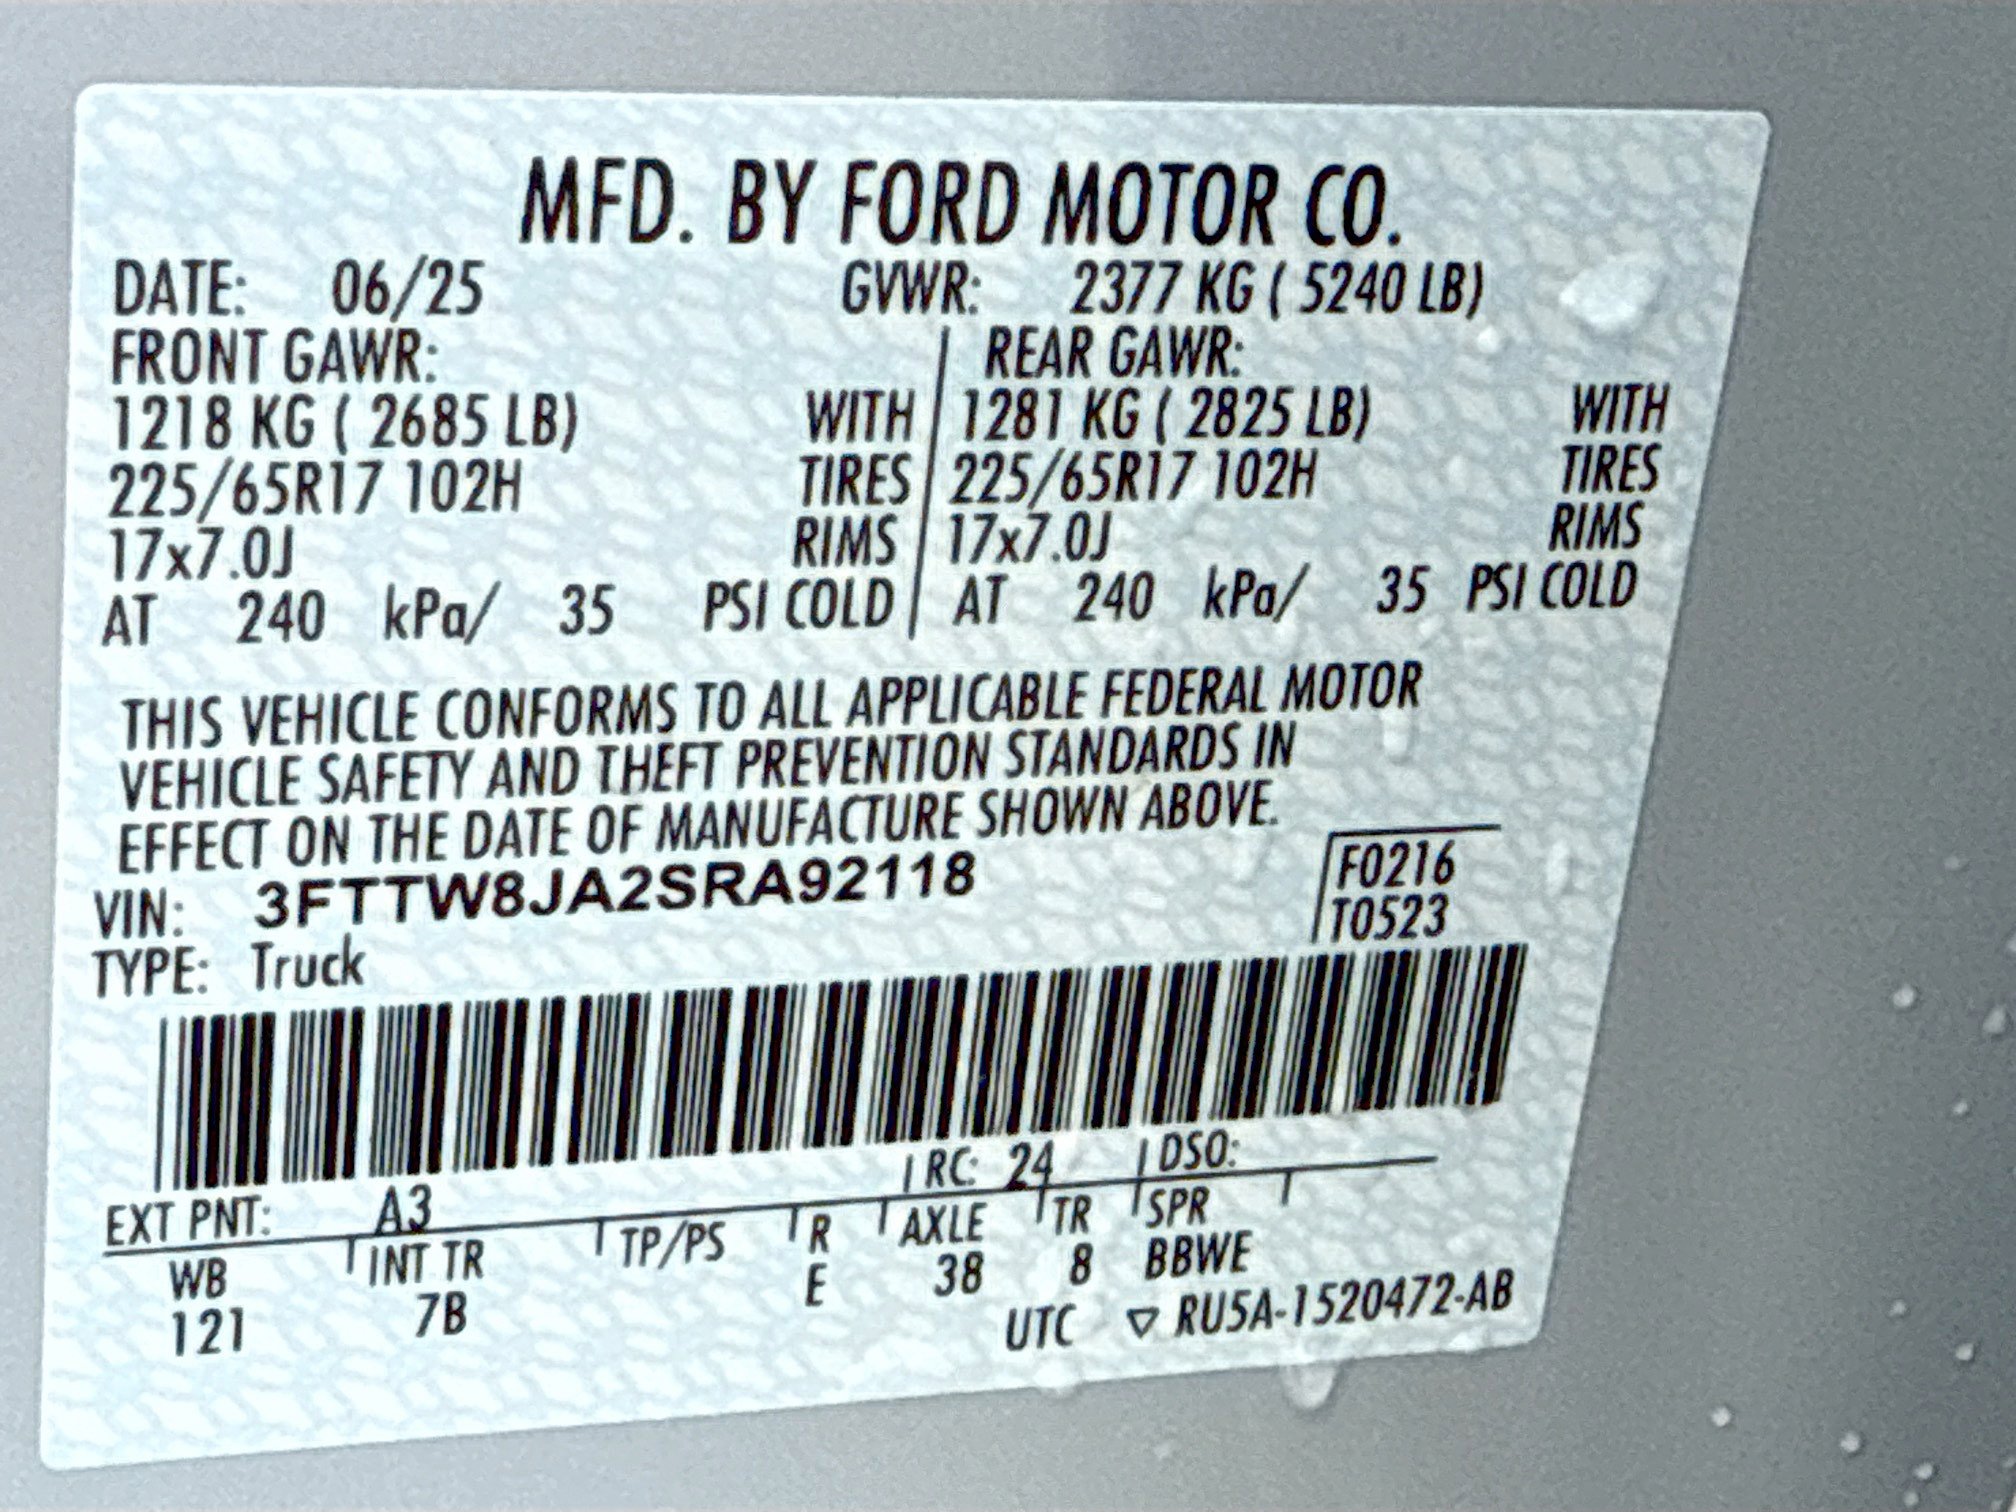 MFD. BY FORD MOTOR CO.
DATE: 06/25 GVWR: 2377 KG ( 5240 LB)
FRONT GAWR: REAR GAWR:
1218 KG ( 2685 LB) WITH 1281 KG ( 2825 LB) WITH
225/65R17 102H TIRES 225/65R17 102H TIRES
17x7.0J RIMS 17x7.0J RIMS
AT 240 kPa/ 35 PSI COLD AT 240 kPa/ 35 PSI COLD
THIS VEHICLE CONFORMS TO ALL APPLICABLE FEDERAL MOTOR
VEHICLE SAFETY AND THEFT PREVENTION STANDARDS IN
EFFECT ON THE DATE OF MANUFACTURE SHOWN ABOVE.
VIN: 3FTTW8JA2SRA92118 F0216
TYPE: Truck T0523
EXT PNT: A3 RC: 24 DSO:
WB INT TR TP/PS R AXLE TR SPR
121 7B E 38 8 BBWE
UTC ▽ RU5A-1520472-AB